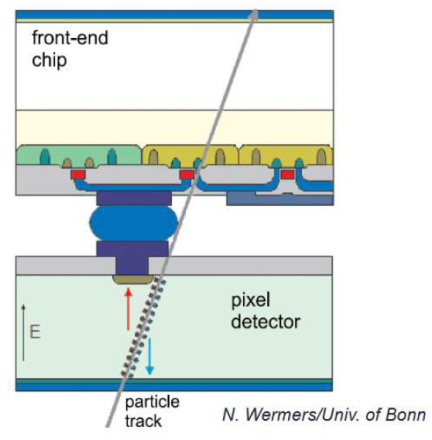 front-end
chip
E
pixel
detector
particle
track
N. Wermers/Univ. of Bonn